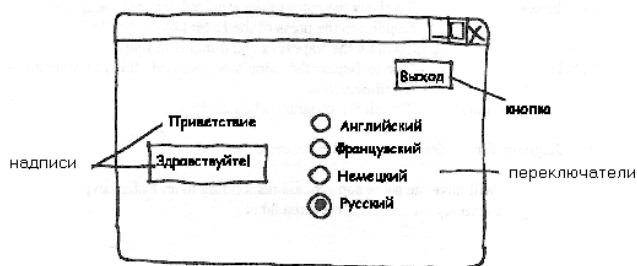 Выход
кнопка
Приветствие
надписи
Здравствуйте!
Английский
Французский
Немецкий
Русский
переключатели